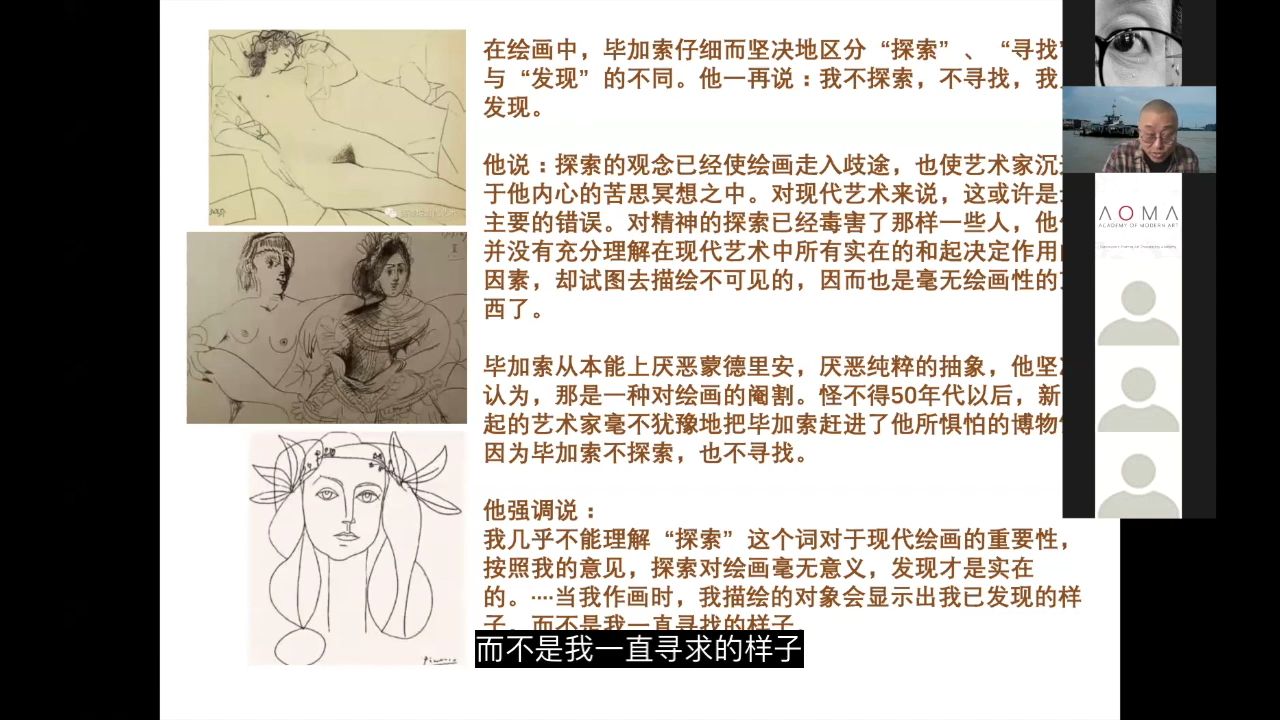 在绘画中，毕加索仔细而坚决地区分“探索”、“寻找”
与“发现”的不同。他一再说：我不探索，不寻找，我
发现。
他说：探索的观念已经使绘画走入歧途，也使艺术家沉
于他内心的苦思冥想之中。对现代艺术来说，这或许是
主要的错误。对精神的探索已经毒害了那样一些人，他
并没有充分理解在现代艺术中所有实在的和起决定作用
因素，却试图去描绘不可见的，因而也是毫无绘画性的
西了。
毕加索从本能上厌恶蒙德里安，厌恶纯粹的抽象，他坚
认为，那是一种对绘画的阉割。怪不得50年代以后，新
起的艺术家毫不犹豫地把毕加索赶进了他所惧怕的博物
因为毕加索不探索，也不寻找。
他强调说：
我几乎不能理解“探索”这个词对于现代绘画的重要性，
按照我的意见，探索对绘画毫无意义，发现才是实在
的。····当我作画时，我描绘的对象会显示出我已发现的样
子，而不是我一直寻找的样子
而不是我一直寻求的样子
AOMA
ACADEMY OF MODERN ART
Picasso